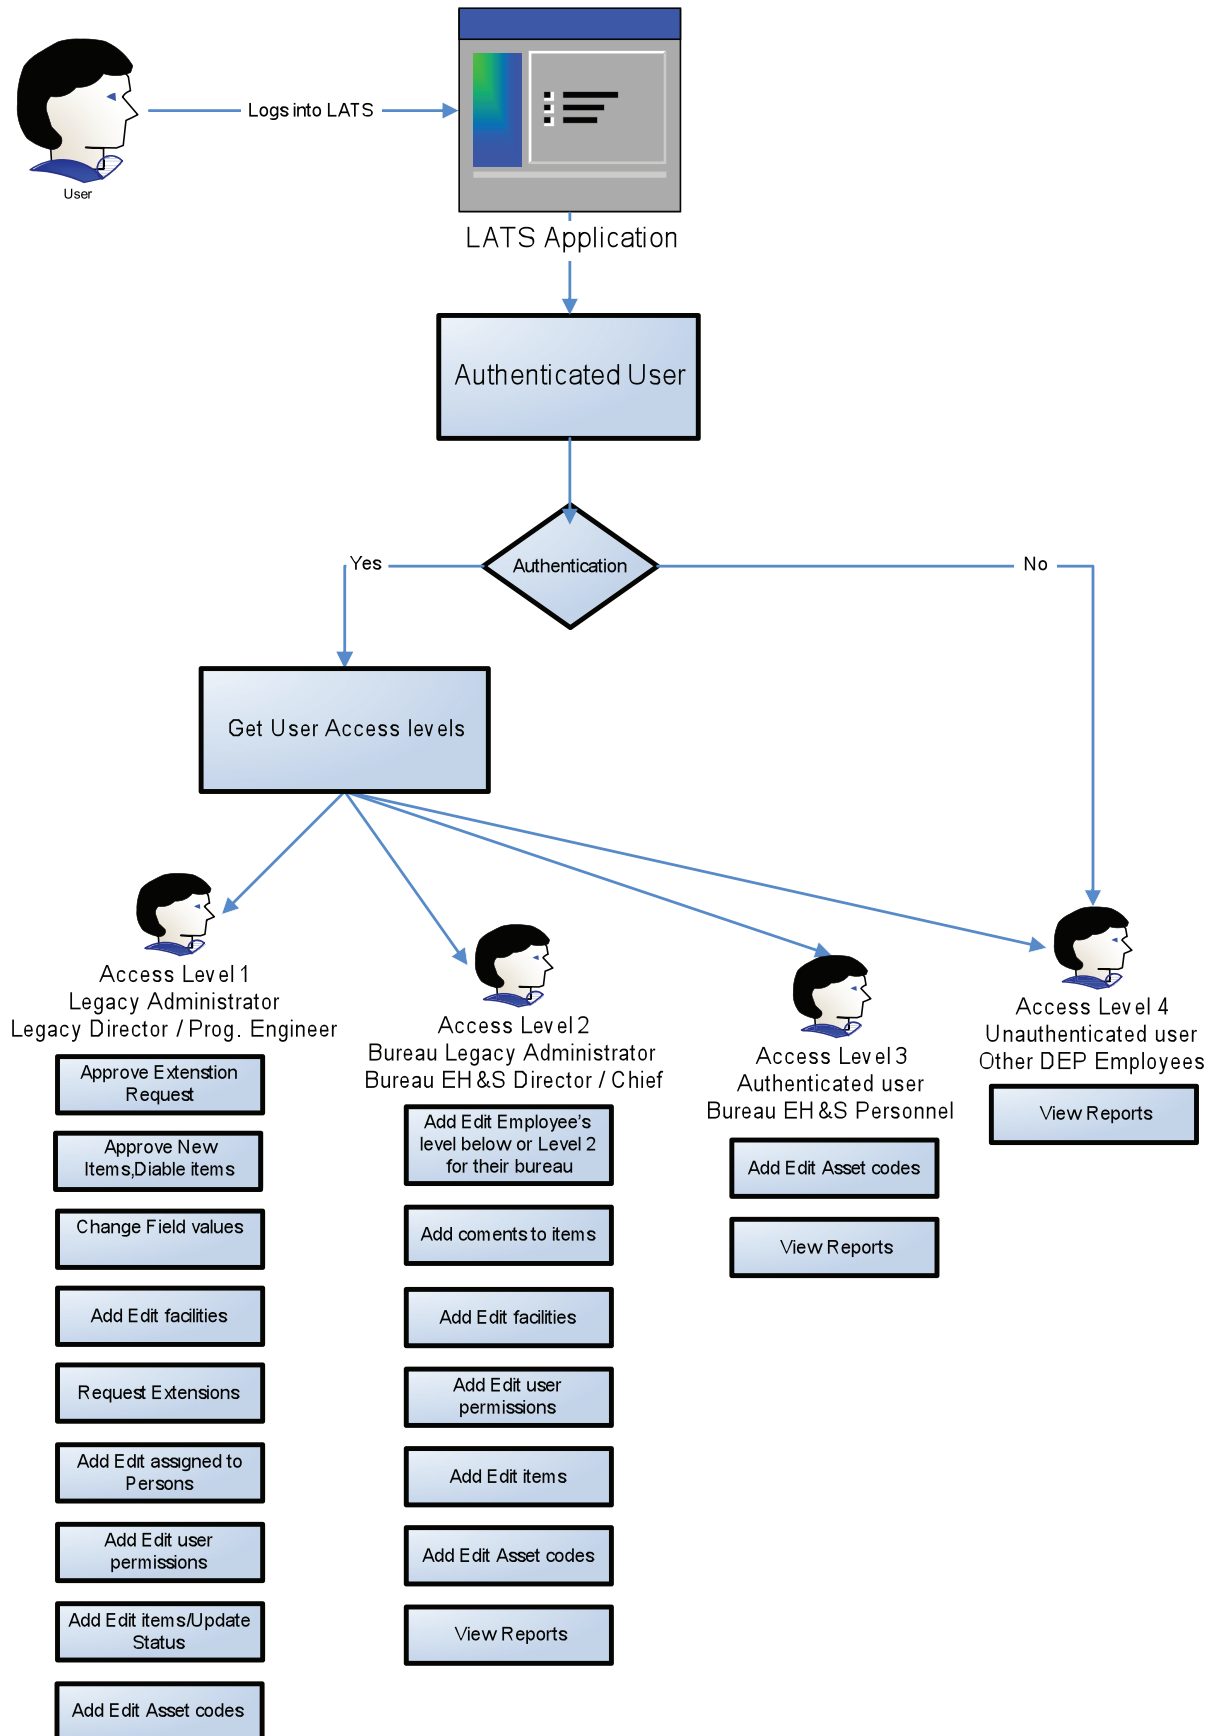 User
Logs into LATS
LATS Application
Authenticated User
Authentication
Yes
No
Get User Access levels
Access Level 1
Legacy Administrator
Legacy Director / Prog. Engineer
Approve Extenstion
Request
Approve New
Items,Diable items
Change Field values
Add Edit facilities
Request Extensions
Add Edit assigned to
Persons
Add Edit user
permissions
Add Edit items/Update
Status
Add Edit Asset codes
Access Level 2
Bureau Legacy Administrator
Bureau EH&S Director / Chief
Add Edit Employee's
level below or Level 2
for their bureau
Add coments to items
Add Edit facilities
Add Edit user
permissions
Add Edit items
Add Edit Asset codes
View Reports
Access Level 3
Authenticated user
Bureau EH&S Personnel
Add Edit Asset codes
View Reports
Access Level 4
Unauthenticated user
Other DEP Employees
View Reports